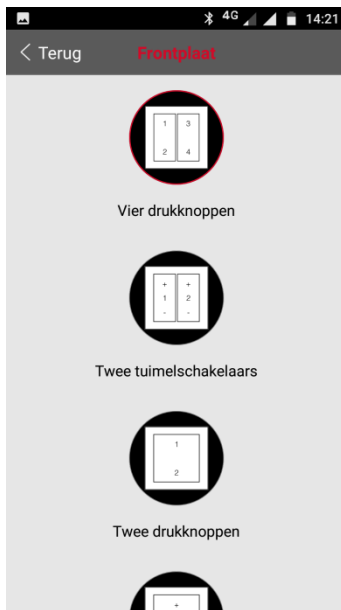 4G 14:21
Terug Frontplaat
1 3
2 4
Vier drukknoppen
+ +
1 2
- -
Twee tuimelschakelaars
1
2
Twee drukknoppen
+